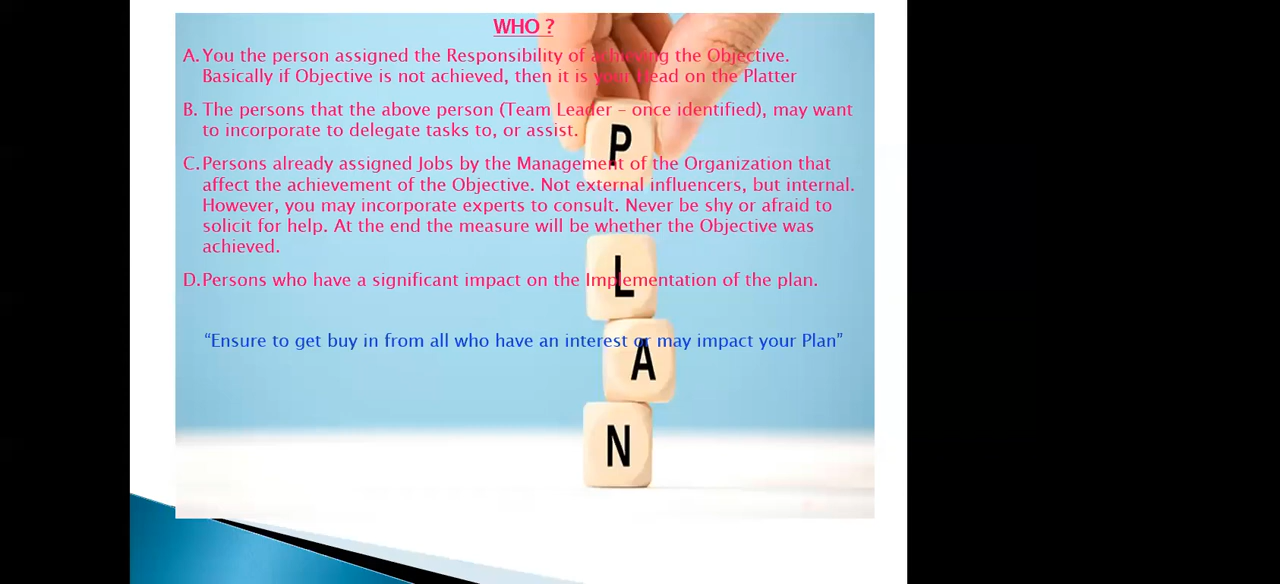 WHO ?
A. You the person assigned the Responsibility of achieving the Objective.
Basically if Objective is not achieved, then it is your Head on the Platter
B. The persons that the above person (Team Leader – once identified), may want
to incorporate to delegate tasks to, or assist.
C. Persons already assigned Jobs by the Management of the Organization that
affect the achievement of the Objective. Not external influencers, but internal.
However, you may incorporate experts to consult. Never be shy or afraid to
solicit for help. At the end the measure will be whether the Objective was
achieved.
D. Persons who have a significant impact on the Implementation of the plan.
“Ensure to get buy in from all who have an interest or may impact your Plan”
P
L
A
N